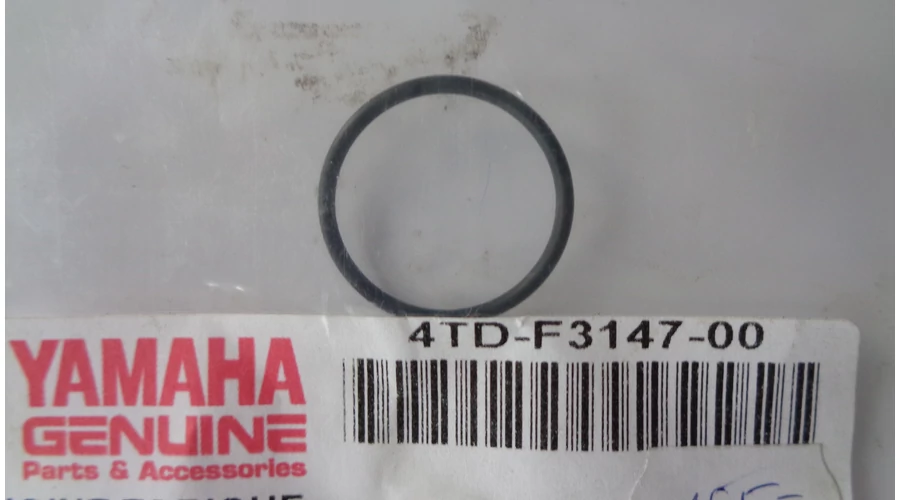 4TD-F3147-00
YAMAHA
GENUINE
Parts & Accessories